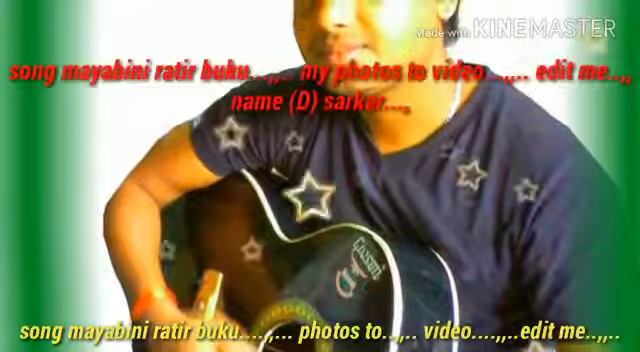 Made with KINEMASTER
song mayabini ratir buku...,,... my photos to video...,,.. edit me..,,
name (D) sarkar...,
song mayabini ratir buku....,,... photos to...,,.. video....,,..edit me..,,..